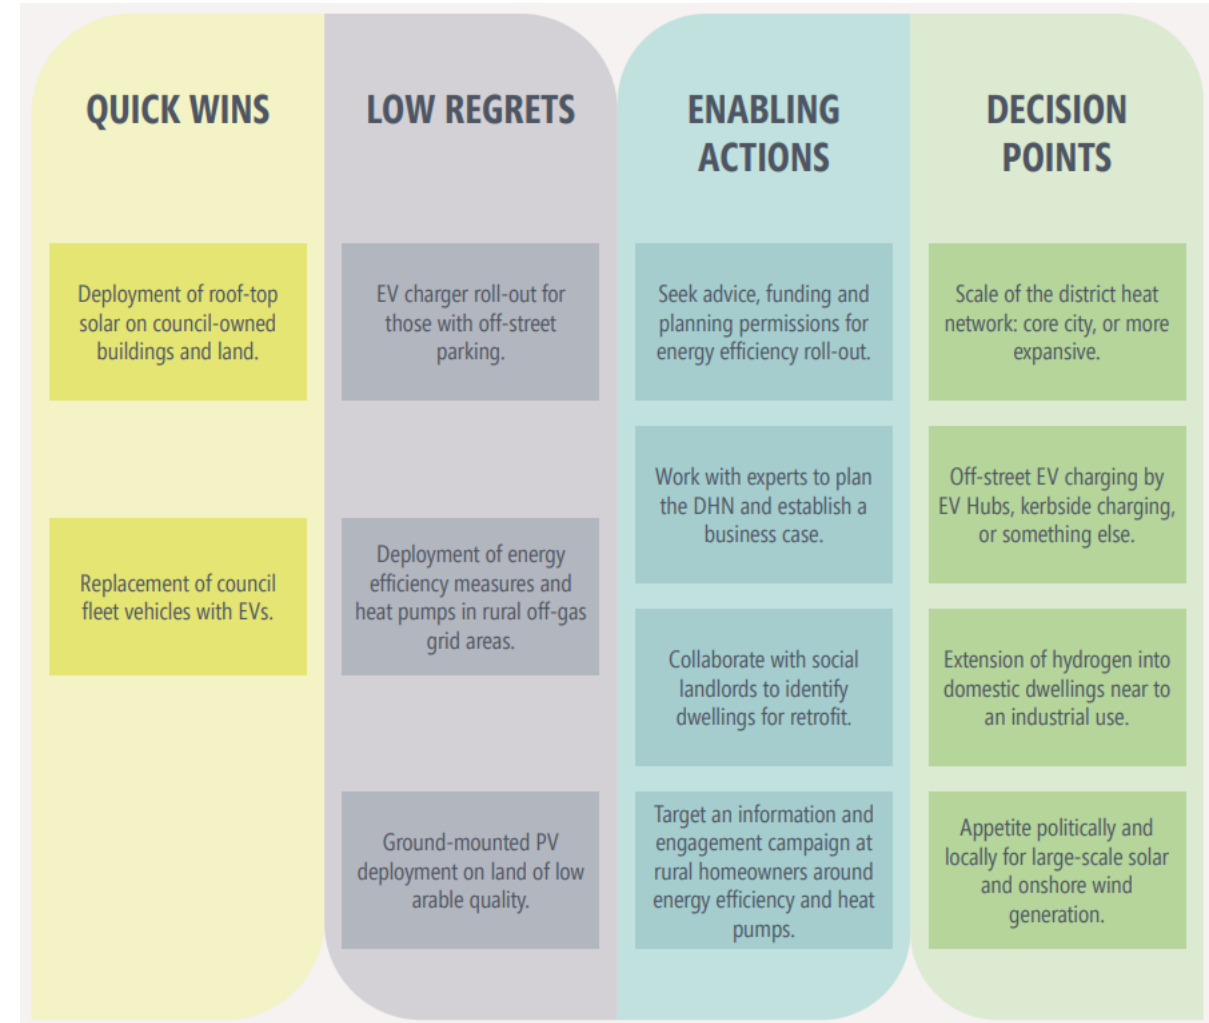 QUICK WINS
Deployment of roof-top
solar on council-owned
buildings and land.
Replacement of council
fleet vehicles with EVs.
LOW REGRETS
EV charger roll-out for
those with off-street
parking.
Deployment of energy
efficiency measures and
heat pumps in rural off-gas
grid areas.
Ground-mounted PV
deployment on land of low
arable quality.
ENABLING
ACTIONS
Seek advice, funding and
planning permissions for
energy efficiency roll-out.
Work with experts to plan
the DHN and establish a
business case.
Collaborate with social
landlords to identify
dwellings for retrofit.
Target an information and
engagement campaign at
rural homeowners around
energy efficiency and heat
pumps.
DECISION
POINTS
Scale of the district heat
network: core city, or more
expansive.
Off-street EV charging by
EV Hubs, kerbside charging,
or something else.
Extension of hydrogen into
domestic dwellings near to
an industrial use.
Appetite politically and
locally for large-scale solar
and onshore wind
generation.